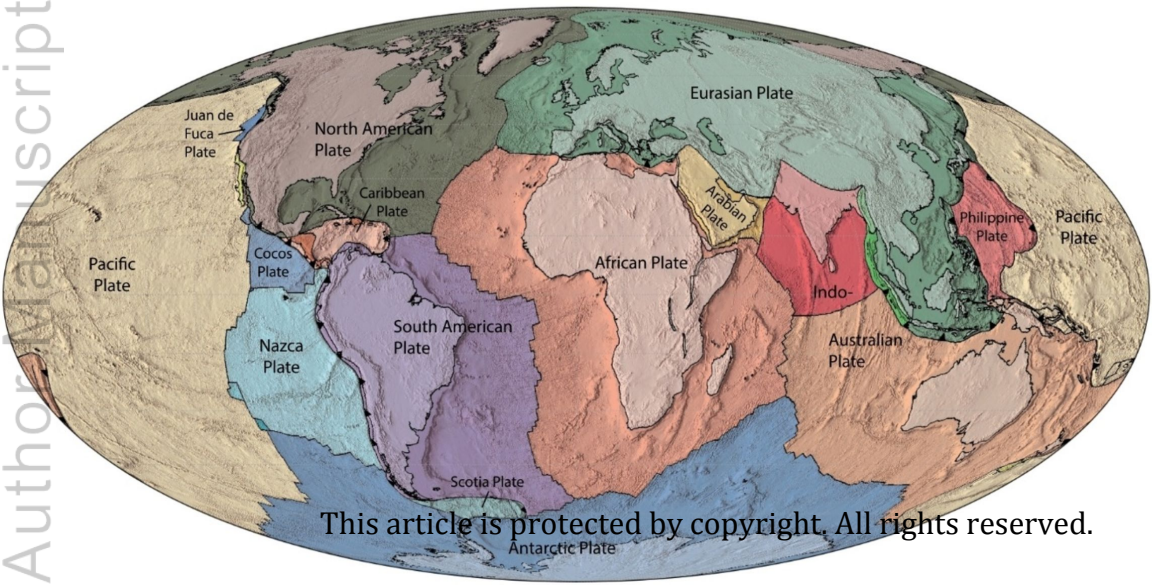 Author Manuscript
Juan de
Fuca
Plate
North American
Plate
Caribbean
Plate
Eurasian Plate
Arabian
Plate
Philippine
Plate
Pacific
Plate
Pacific
Plate
Cocos
Plate
African Plate
Indo-
Australian
Plate
South American
Plate
Nazca
Plate
Scotia Plate
This article is protected by copyright. All rights reserved.
Antarctic Plate